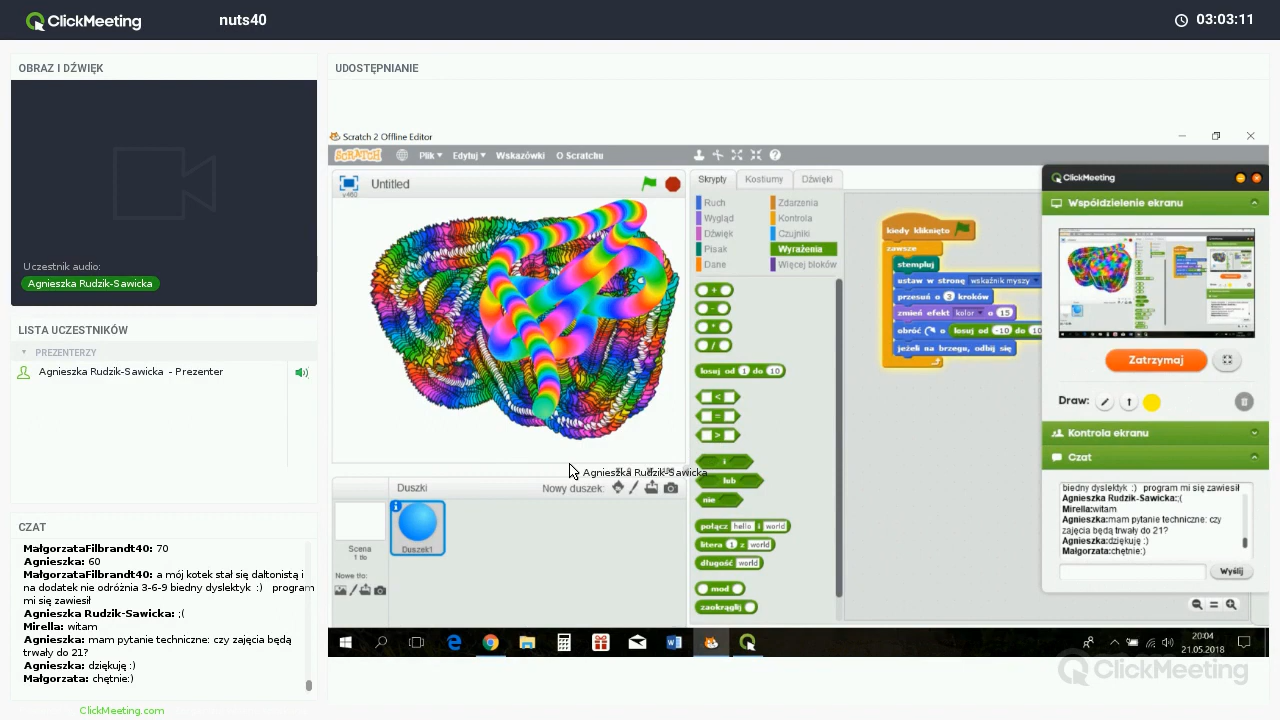 ClickMeeting
nuts40
03:03:11
OBRAZ I DŹWIĘK
Uczestnik audio:
Agnieszka Rudzik-Sawicka
LISTA UCZESTNIKÓW
PREZENTERZY
Agnieszka Rudzik-Sawicka - Prezenter
CZAT
MałgorzataFilbrandt40: 70
Agnieszka: 60
MałgorzataFilbrandt40: a mój kotek stał się daltonistą i
na dodatek nie odróżnia 3-6-9 biedny dyslektyk :) program
mi się zawiesił
Agnieszka Rudzik-Sawicka: ;(
Mirella: witam
Agnieszka: mam pytanie techniczne: czy zajęcia będą
trwały do 21?
Agnieszka: dziękuję :)
Małgorzata: chętnie:)
ClickMeeting.com
UDOSTĘPNIANIE
Scratch 2 Offline Editor
SCRATCH
Plik
Edytuj
Wskazówki
O Scratchu
Untitled
v460
Agnieszka Rudzik-Sawicka
Duszki
Nowy duszek:
Scena
1 tło
Nowe tło:
Duszek1
Skrypty
Kostiumy
Dźwięki
Ruch
Zdarzenia
Wygląd
Kontrola
Dźwięk
Czujniki
Pisak
Wyrażenia
Dane
Więcej bloków
+
-
*
/
losuj od 1 do 10
<
=
>
i
lub
nie
połącz hello i world
litera 1 z world
długość world
mod
zaokrąglij
kiedy kliknięto
zawsze
stempluj
ustaw w stronę wskaźnik myszy
przesuń o 3 kroków
zmień efekt kolor o 15
obróć losuj od -10 do 10
jeżeli na brzegu, odbij się
ClickMeeting
Współdzielenie ekranu
Zatrzymaj
Draw:
Kontrola ekranu
Czat
biedny dyslektyk :) program mi się zawiesił
Agnieszka Rudzik-Sawicka:;(
Mirella:witam
Agnieszka:mam pytanie techniczne: czy
zajęcia będą trwały do 21?
Agnieszka:dziękuję :)
Małgorzata:chętnie:)
Wyślij
20:04
21.05.2018
ClickMeeting